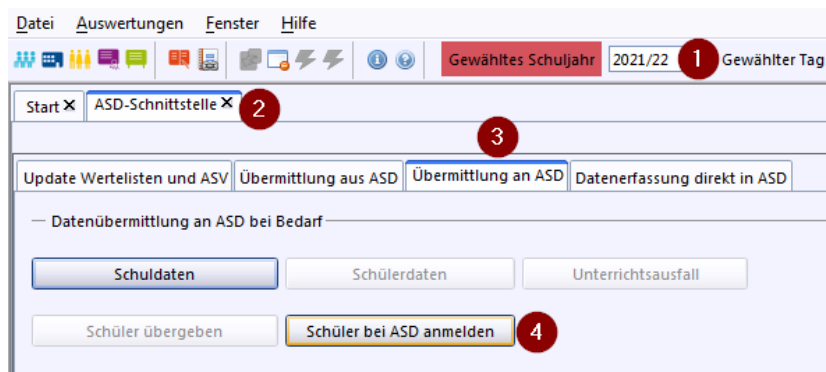 Datei Auswertungen Fenster Hilfe
Gewähltes Schuljahr 2021/22 1 Gewählter Tag
Start X ASD-Schnittstelle X 2
3
Update Wertelisten und ASV Übermittlung aus ASD Übermittlung an ASD Datenerfassung direkt in ASD
Datenübermittlung an ASD bei Bedarf
Schuldaten Schülerdaten Unterrichtsausfall
Schüler übergeben Schüler bei ASD anmelden 4